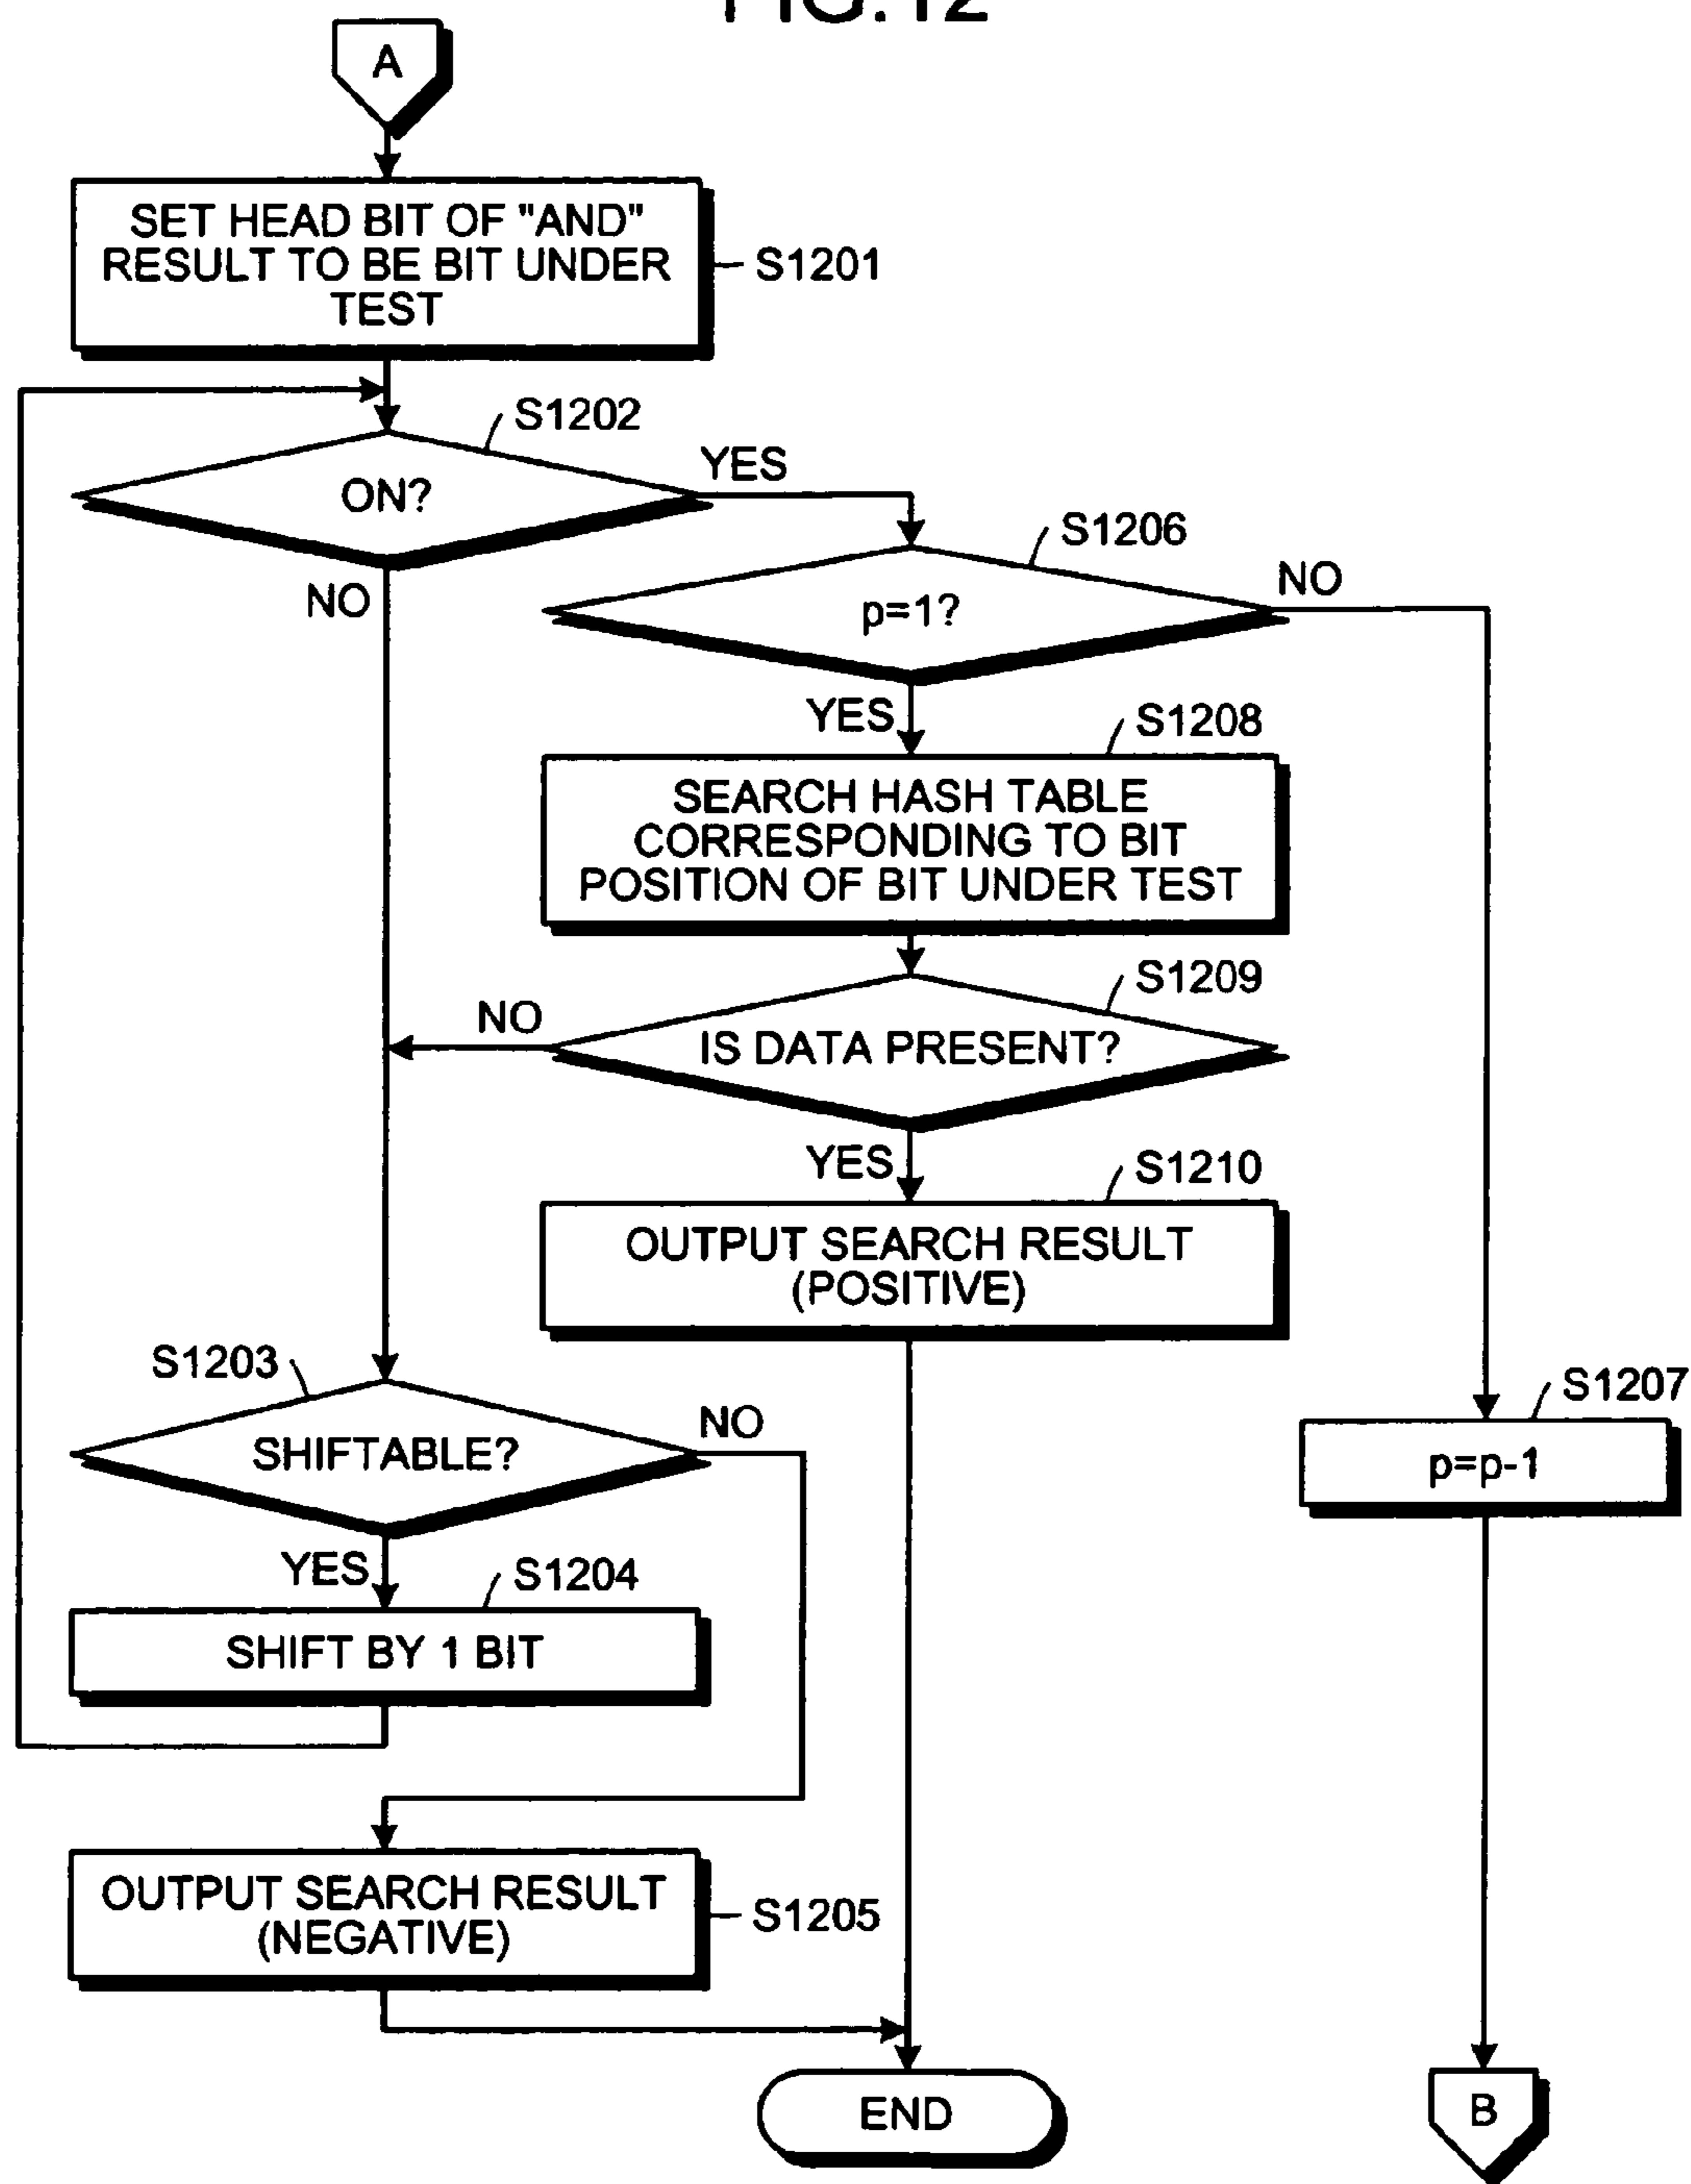 FIG.12
A
SET HEAD BIT OF "AND"
RESULT TO BE BIT UNDER
TEST
S1201
S1202
ON?
YES
NO
S1206
p=1?
NO
YES
S1208
SEARCH HASH TABLE
CORRESPONDING TO BIT
POSITION OF BIT UNDER TEST
S1209
IS DATA PRESENT?
NO
YES
S1210
OUTPUT SEARCH RESULT
(POSITIVE)
S1203
SHIFTABLE?
NO
YES
S1204
SHIFT BY 1 BIT
S1207
p=p-1
OUTPUT SEARCH RESULT
(NEGATIVE)
S1205
END
B